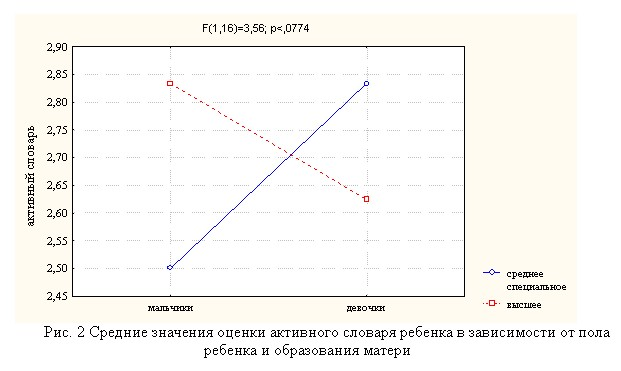 F(1,16)=3,56; p<,0774
2,90
2,85
2,80
2,75
2,70
2,65
2,60
2,55
2,50
2,45
активный словарь
мальчики
девочки
среднее
специальное
высшее
Рис. 2 Средние значения оценки активного словаря ребенка в зависимости от пола
ребенка и образования матери